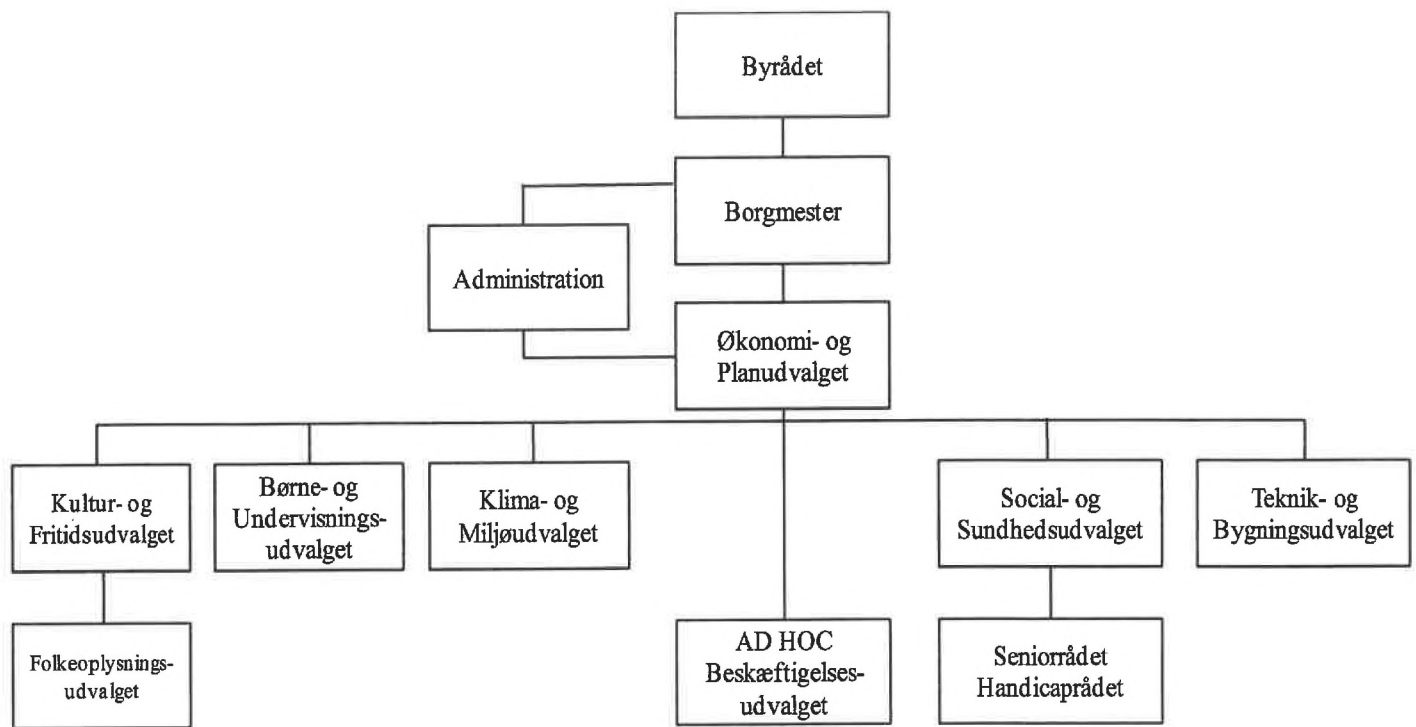 Byrådet
Borgmester
Administration
Økonomi- og
Planudvalget
Kultur- og
Fritidsudvalget
Børne- og
Undervisnings-
udvalget
Klima- og
Miljøudvalget
Social- og
Sundhedsudvalget
Teknik- og
Bygningsudvalget
Folkeoplysnings-
udvalget
AD HOC
Beskæftigelses-
udvalget
Seniorrådet
Handicaprådet